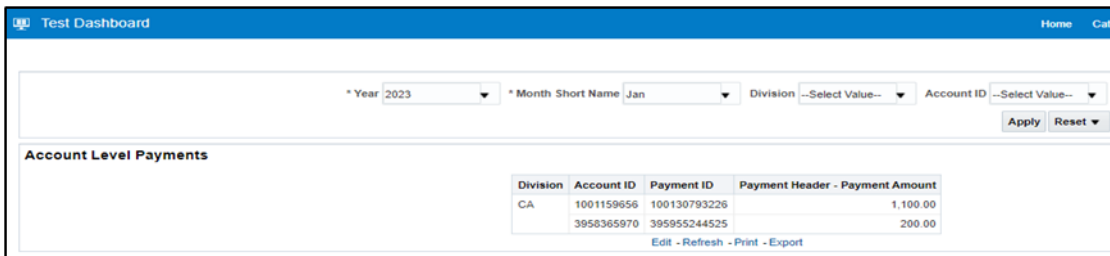 Test Dashboard Home Cat
* Year 2023 * Month Short Name Jan Division --Select Value-- Account ID --Select Value--
Apply Reset
Account Level Payments
Division Account ID Payment ID Payment Header - Payment Amount
CA 1001159656 100130793226 1,100.00
3958365970 395955244525 200.00
Edit - Refresh - Print - Export